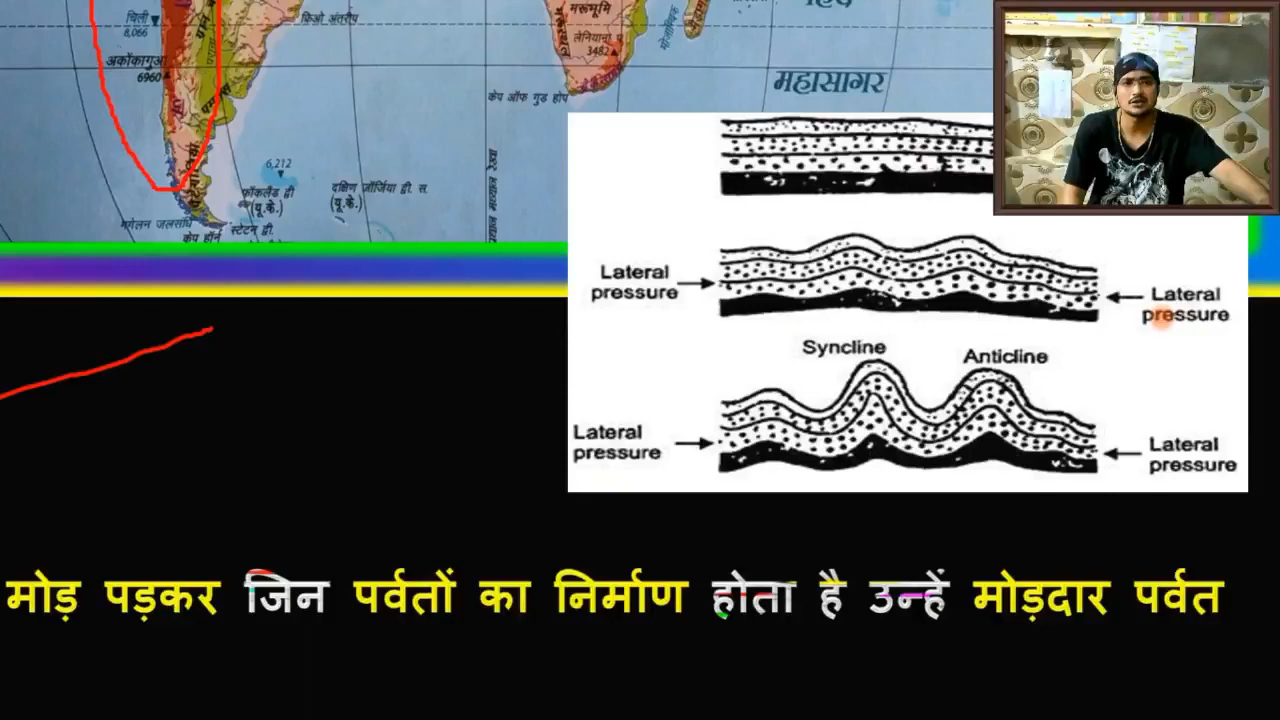 चिली
8,066
अकोंकागुआ
6960
फ़िओ अंतरीप
मरूभूमि
3482
हिंद
महासागर
केप ऑफ गुड होप
6,212
फ़ॉकलैंड द्वी
(यू.के.)
दक्षिण जॉर्जिया द्वी. स.
(यू.के.)
केप हॉर्न
स्टेटन द्वी.
Lateral
pressure
Lateral
pressure
Syncline
Anticline
Lateral
pressure
Lateral
pressure
मोड़ पड़कर जिन पर्वतों का निर्माण होता है उन्हें मोड़दार पर्वत